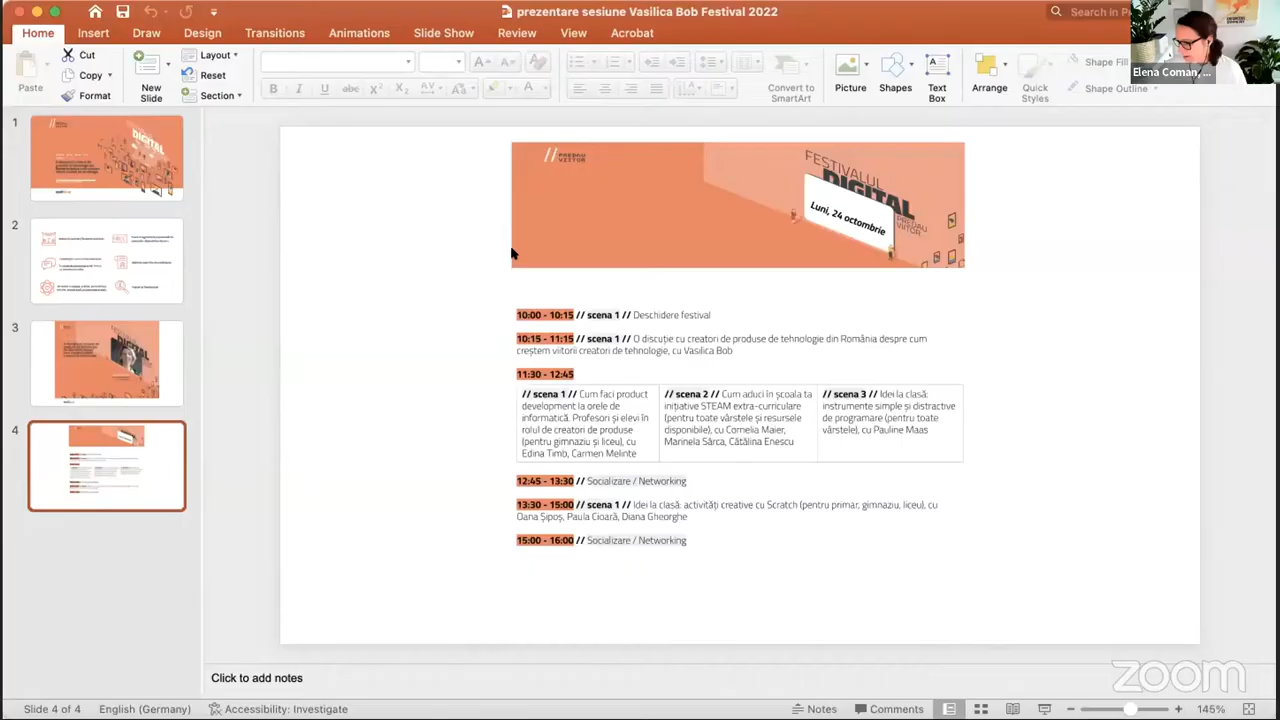 prezentare sesiune Vasilica Bob Festival 2022
Search in P
Home Insert Draw Design Transitions Animations Slide Show Review View Acrobat
Paste
Cut
Copy
Format
New Slide
Layout
Reset
Section
Convert to SmartArt
Picture
Shapes
Text Box
Arrange
Quick Styles
Shape Fill
Shape Outline
Elena Coman, ...
1
2
3
4
// PREDAU VIITOR
FESTIVALUL
DIGITAL
PREDAU VIITOR
Luni, 24 octombrie
10:00 - 10:15 // scena 1 // Deschidere festival
10:15 - 11:15 // scena 1 // O discuție cu creatori de produse de tehnologie din România despre cum
creștem viitorii creatori de tehnologie, cu Vasilica Bob
11:30 - 12:45
// scena 1 // Cum faci product
development la orele de
informatică. Profesori și elevi în
rolul de creatori de produse
(pentru gimnaziu și liceu), cu
Edina Timb, Carmen Melinte
// scena 2 // Cum aduci în școala ta
inițiative STEAM extra-curriculare
(pentru toate vârstele și resursele
disponibile), cu Cornelia Maier,
Marinela Sârca, Cătălina Enescu
// scena 3 // Idei la clasă:
instrumente simple și distractive
de programare (pentru toate
vârstele), cu Pauline Maas
12:45 - 13:30 // Socializare / Networking
13:30 - 15:00 // scena 1 // Idei la clasă: activități creative cu Scratch (pentru primar, gimnaziu, liceu), cu
Oana Șipoș, Paula Cioară, Diana Gheorghe
15:00 - 16:00 // Socializare / Networking
Click to add notes
zoom
Slide 4 of 4 English (Germany) Accessibility: Investigate Notes Comments 145%